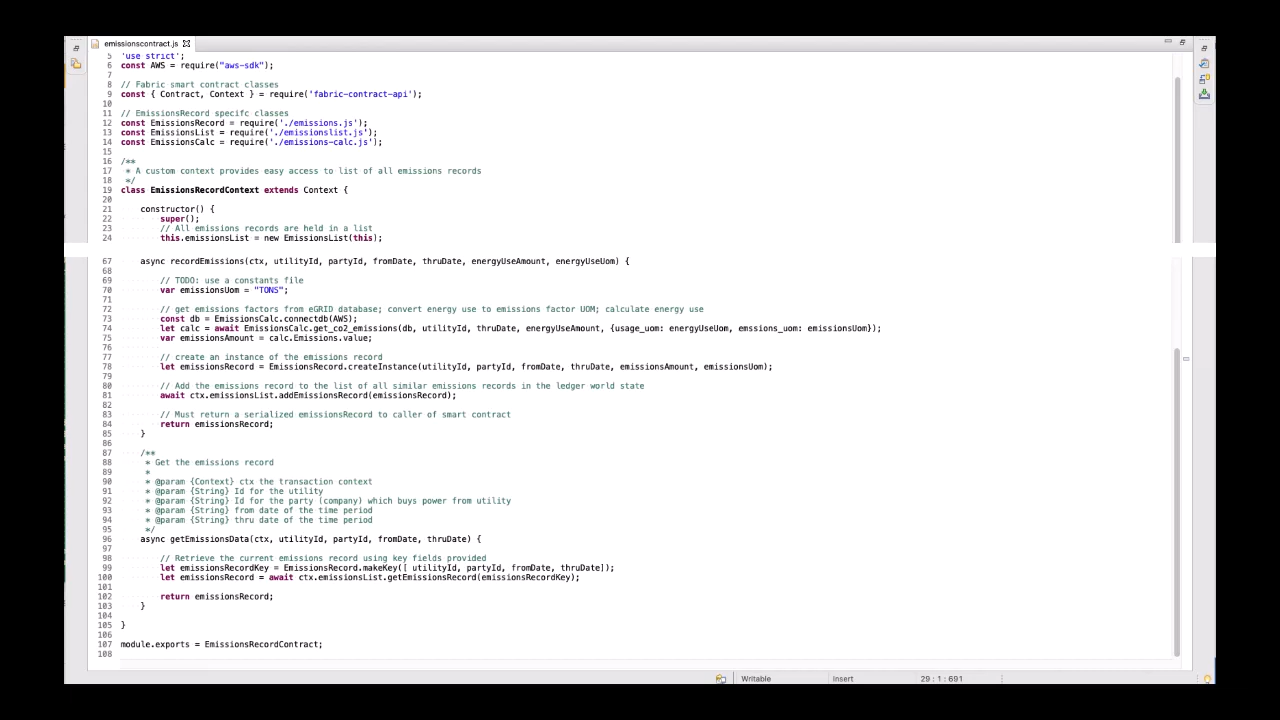 emissionscontract.js
5 'use strict';
6 const AWS = require("aws-sdk");
7
8 // Fabric smart contract classes
9 const { Contract, Context } = require('fabric-contract-api');
10
11 // EmissionsRecord specifc classes
12 const EmissionsRecord = require('./emissions.js');
13 const EmissionsList = require('./emissionslist.js');
14 const EmissionsCalc = require('./emissions-calc.js');
15
16 /**
17 * A custom context provides easy access to list of all emissions records
18 */
19 class EmissionsRecordContext extends Context {
20
21 constructor() {
22 super();
23 // All emissions records are held in a list
24 this.emissionsList = new EmissionsList(this);
67 async recordEmissions(ctx, utilityId, partyId, fromDate, thruDate, energyUseAmount, energyUseUom) {
68
69 // TODO: use a constants file
70 var emissionsUom = "TONS";
71
72 // get emissions factors from eGRID database; convert energy use to emissions factor UOM; calculate energy use
73 const db = EmissionsCalc.connectdb(AWS);
74 let calc = await EmissionsCalc.get_co2_emissions(db, utilityId, thruDate, energyUseAmount, {usage_uom: energyUseUom, emssions_uom: emissionsUom});
75 var emissionsAmount = calc.Emissions.value;
76
77 // create an instance of the emissions record
78 let emissionsRecord = EmissionsRecord.createInstance(utilityId, partyId, fromDate, thruDate, emissionsAmount, emissionsUom);
79
80 // Add the emissions record to the list of all similar emissions records in the ledger world state
81 await ctx.emissionsList.addEmissionsRecord(emissionsRecord);
82
83 // Must return a serialized emissionsRecord to caller of smart contract
84 return emissionsRecord;
85 }
86
87 /**
88 * Get the emissions record
89 *
90 * @param {Context} ctx the transaction context
91 * @param {String} Id for the utility
92 * @param {String} Id for the party (company) which buys power from utility
93 * @param {String} from date of the time period
94 * @param {String} thru date of the time period
95 */
96 async getEmissionsData(ctx, utilityId, partyId, fromDate, thruDate) {
97
98 // Retrieve the current emissions record using key fields provided
99 let emissionsRecordKey = EmissionsRecord.makeKey([ utilityId, partyId, fromDate, thruDate]);
100 let emissionsRecord = await ctx.emissionsList.getEmissionsRecord(emissionsRecordKey);
101
102 return emissionsRecord;
103 }
104
105 }
106
107 module.exports = EmissionsRecordContract;
108
Writable Insert 29 : 1 : 691